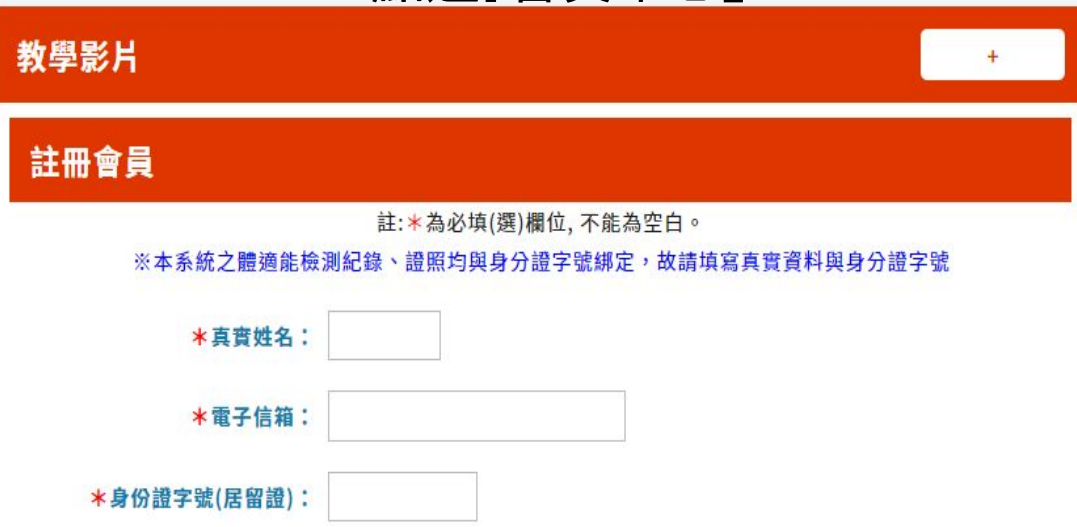 教學影片
+
註冊會員
註:＊為必填(選)欄位, 不能為空白。
※本系統之體適能檢測紀錄、證照均與身分證字號綁定，故請填寫真實資料與身分證字號
＊真實姓名：
＊電子信箱：
＊身份證字號(居留證)：